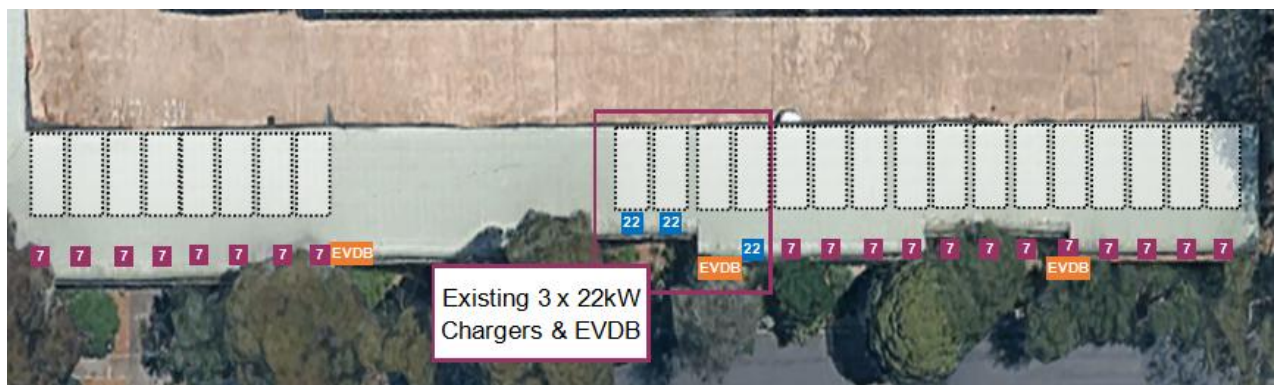 22 22
7 7 7 7 7 7 7 7 EVDB
22 7 7 7 7 7 7 7 7 7 7 7 7
EVDB
EVDB
Existing 3 x 22kW
Chargers & EVDB